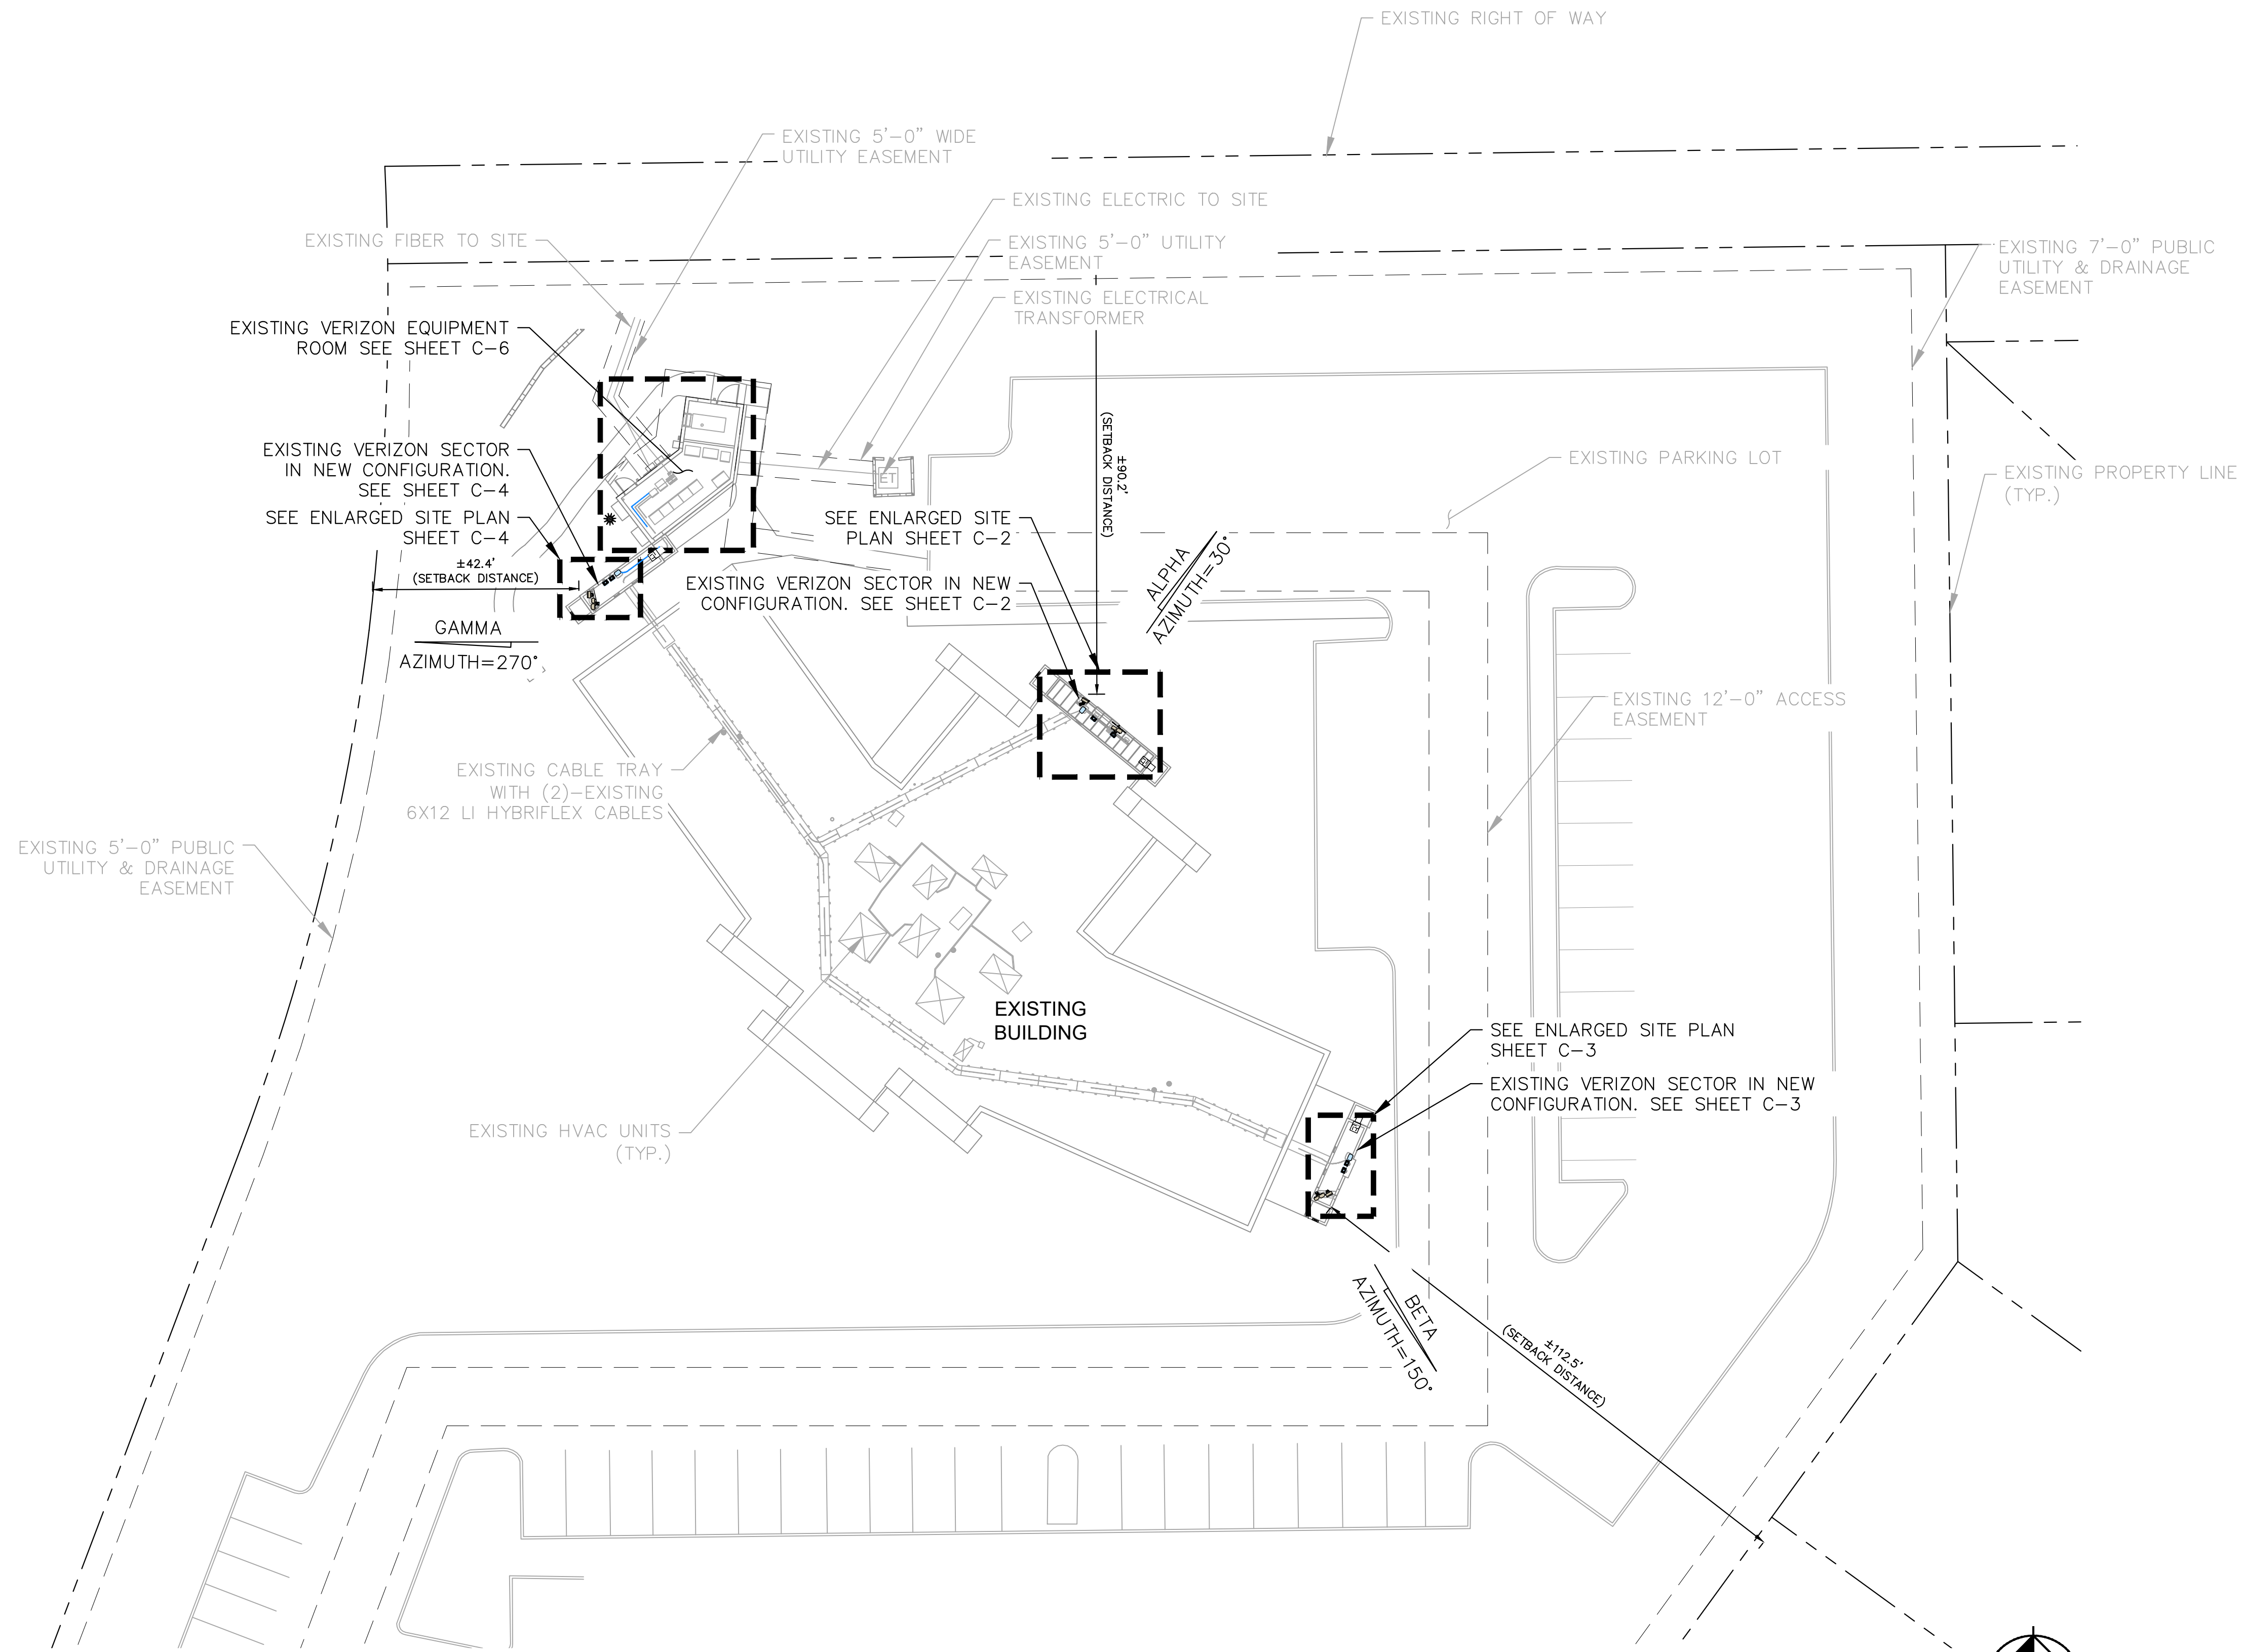 EXISTING RIGHT OF WAY
EXISTING 5'-0" WIDE
UTILITY EASEMENT
EXISTING ELECTRIC TO SITE
EXISTING FIBER TO SITE
EXISTING 5'-0" UTILITY
EASEMENT
EXISTING 7'-0" PUBLIC
UTILITY & DRAINAGE
EASEMENT
EXISTING ELECTRICAL
TRANSFORMER
EXISTING VERIZON EQUIPMENT
ROOM SEE SHEET C-6
±90.2'
(SETBACK DISTANCE)
EXISTING VERIZON SECTOR
IN NEW CONFIGURATION.
SEE SHEET C-4
ET
EXISTING PARKING LOT
EXISTING PROPERTY LINE
(TYP.)
SEE ENLARGED SITE PLAN
SHEET C-4
SEE ENLARGED SITE
PLAN SHEET C-2
±42.4'
(SETBACK DISTANCE)
EXISTING VERIZON SECTOR IN NEW
CONFIGURATION. SEE SHEET C-2
ALPHA
AZIMUTH=30°
GAMMA
AZIMUTH=270°
EXISTING 12'-0" ACCESS
EASEMENT
EXISTING CABLE TRAY
WITH (2)-EXISTING
6X12 LI HYBRIFLEX CABLES
EXISTING 5'-0" PUBLIC
UTILITY & DRAINAGE
EASEMENT
EXISTING
BUILDING
SEE ENLARGED SITE PLAN
SHEET C-3
EXISTING VERIZON SECTOR IN NEW
CONFIGURATION. SEE SHEET C-3
EXISTING HVAC UNITS
(TYP.)
BETA
AZIMUTH=150°
±112.5'
(SETBACK DISTANCE)